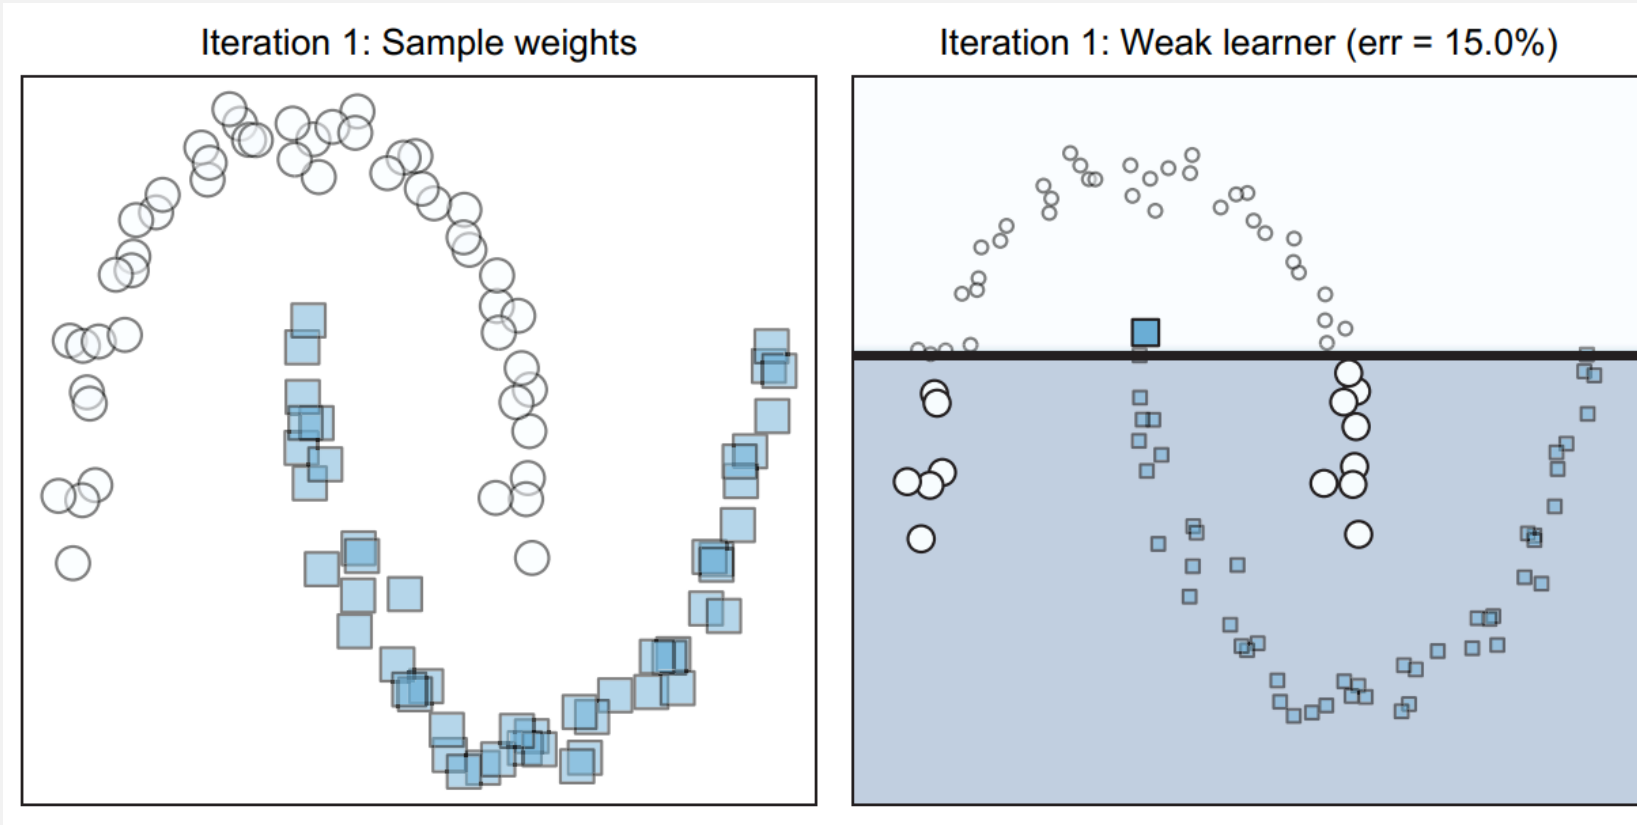 Iteration 1: Sample weights
Iteration 1: Weak learner (err = 15.0%)